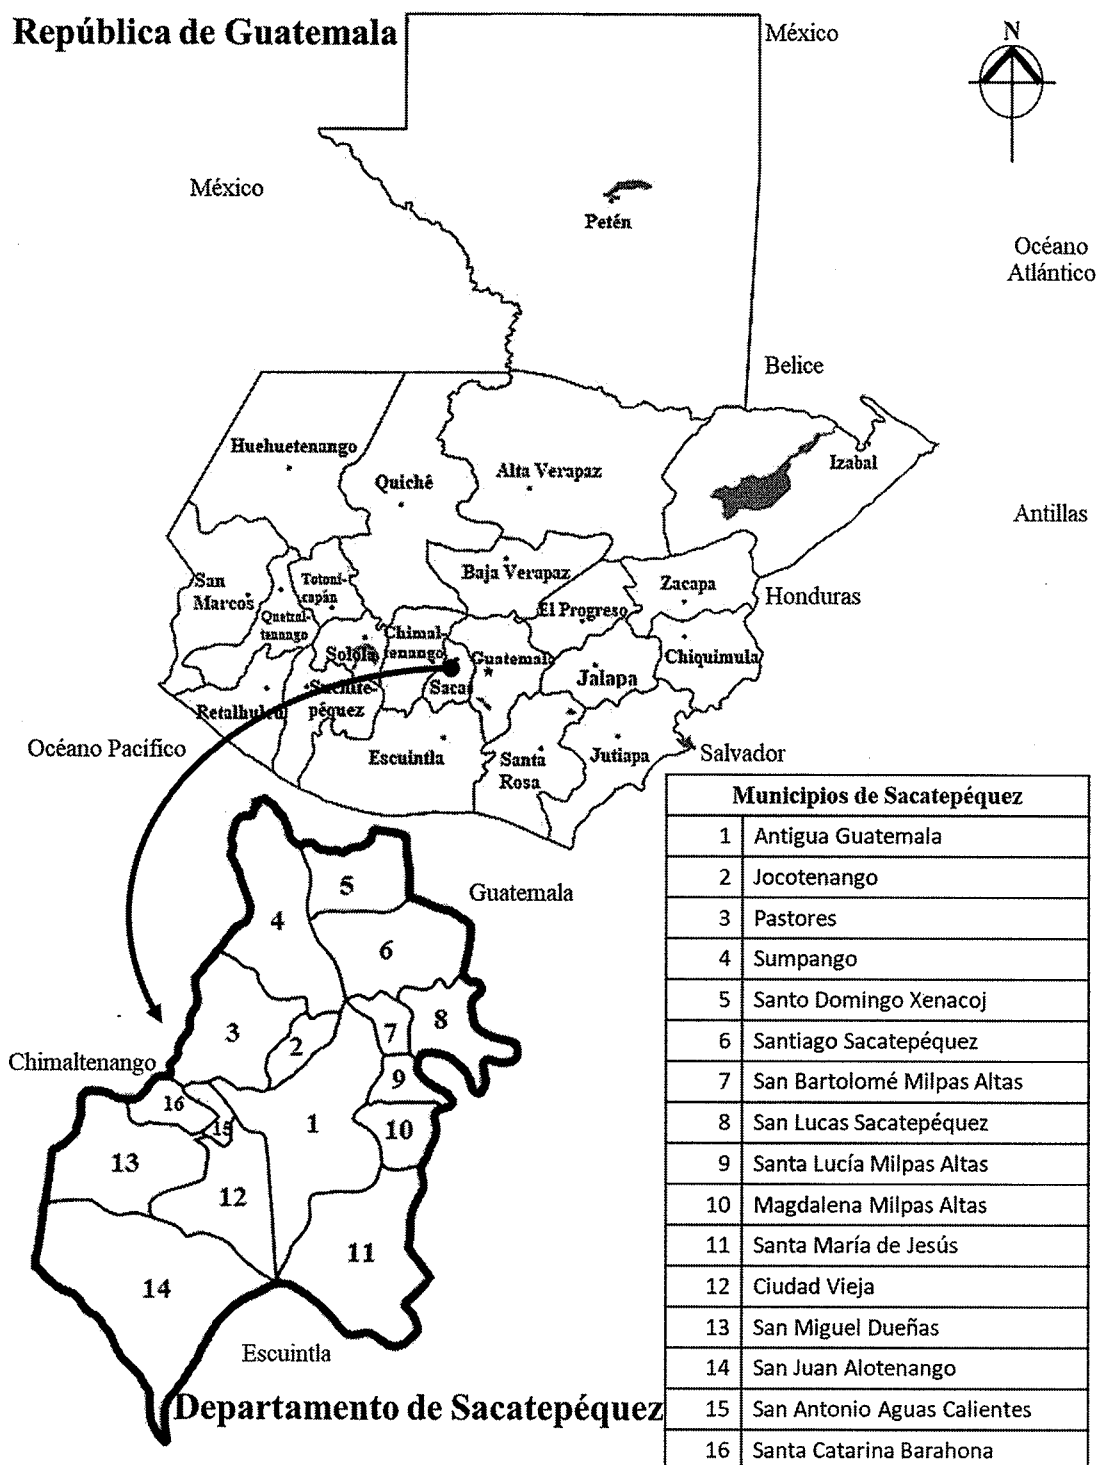 República de Guatemala
México
N
México
Petén
Océano
Atlántico
Belice
Huehuetenango
Quichê
Alta Verapaz
Izabal
Antillas
San
Marcos
Totoni-
capán
Quetzal-
tenango
Baja Verapaz
El Progreso
Zacapa
Honduras
Sololá
Chimal-
tenango
Guatemala
Jalapa
Chiquimula
Retalhuleu
Suchite-
péquez
Saca
Océano Pacífico
Escuintla
Santa
Rosa
Jutiapa
Salvador
Guatemala
Chimaltenango
5
4
6
3
2
7
8
9
16
15
1
10
13
12
11
14
Escuintla
Departamento de Sacatepéquez
Municipios de Sacatepéquez
1 Antigua Guatemala
2 Jocotenango
3 Pastores
4 Sumpango
5 Santo Domingo Xenacoj
6 Santiago Sacatepéquez
7 San Bartolomé Milpas Altas
8 San Lucas Sacatepéquez
9 Santa Lucía Milpas Altas
10 Magdalena Milpas Altas
11 Santa María de Jesús
12 Ciudad Vieja
13 San Miguel Dueñas
14 San Juan Alotenango
15 San Antonio Aguas Calientes
16 Santa Catarina Barahona